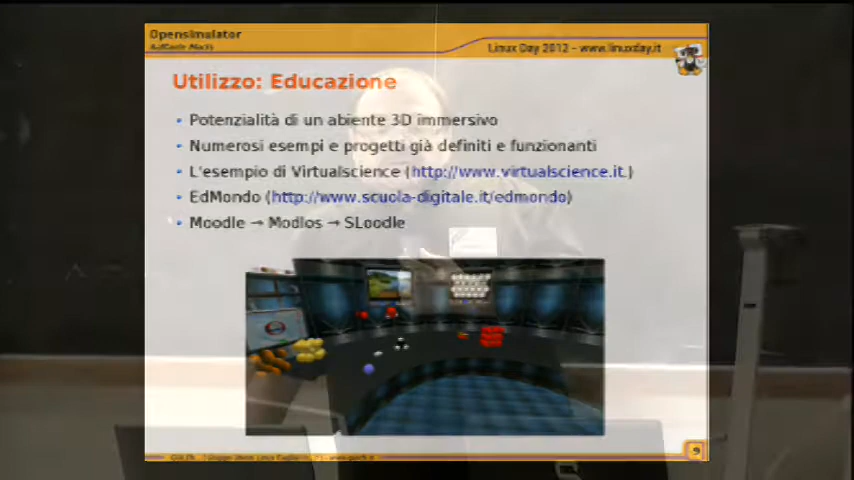 Opensimulator
Raffaele Macis
Linux Day 2012 - www.linuxday.it
Utilizzo: Educazione
• Potenzialità di un abiente 3D immersivo
• Numerosi esempi e progetti già definiti e funzionanti
• L'esempio di Virtualscience (http://www.virtualscience.it )
• EdMondo (http://www.scuola-digitale.it/edmondo)
• Moodle → Modlos → SLoodle
9